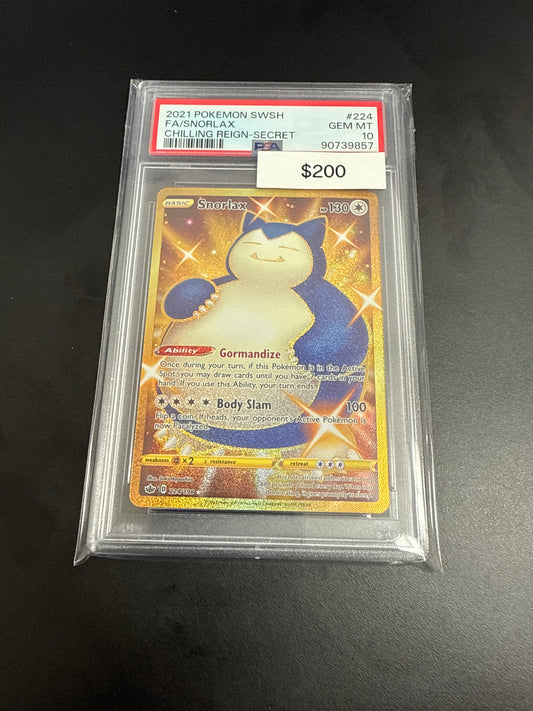 2021 POKEMON SWSH #224
FA/SNORLAX GEM MT
CHILLING REIGN-SECRET 10
90739857
$200
BASIC Snorlax HP 130
Ability Gormandize
Once during your turn, if this Pokémon is in the Active
Spot, you may draw cards until you have 7 cards in your
hand. If you use this Ability, your turn ends.
Body Slam 100
Flip a coin. If heads, your opponent's Active Pokémon is
now Paralyzed.
weakness ×2 resistance retreat
224/198